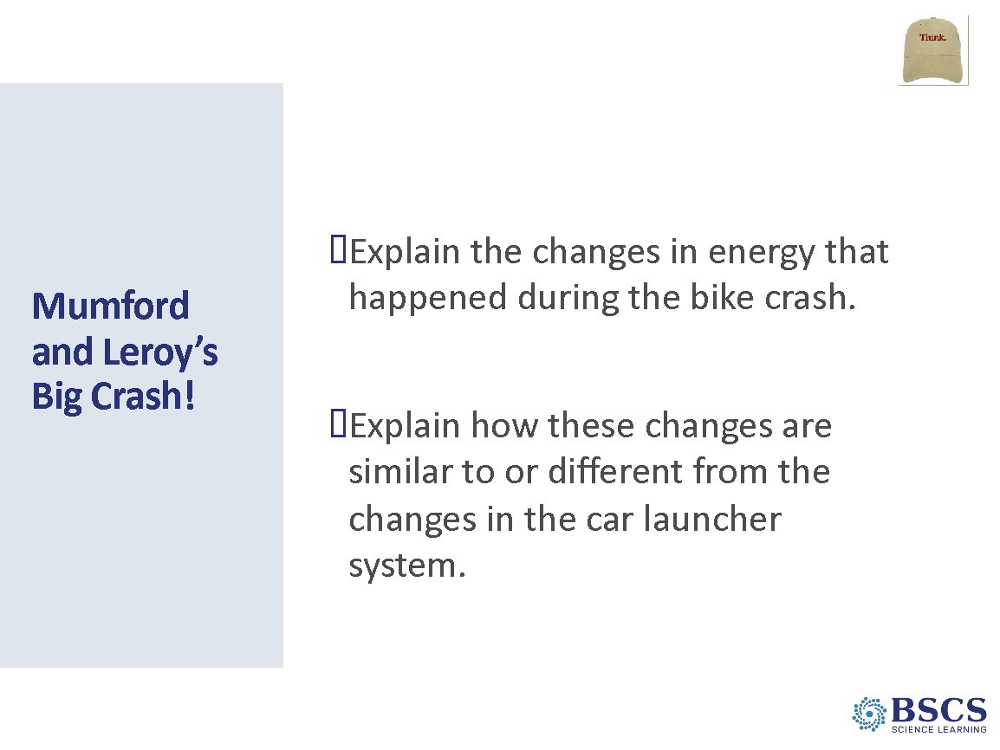 Think.
Mumford
and Leroy’s
Big Crash!
Explain the changes in energy that
happened during the bike crash.
Explain how these changes are
similar to or different from the
changes in the car launcher
system.
BSCS
SCIENCE LEARNING